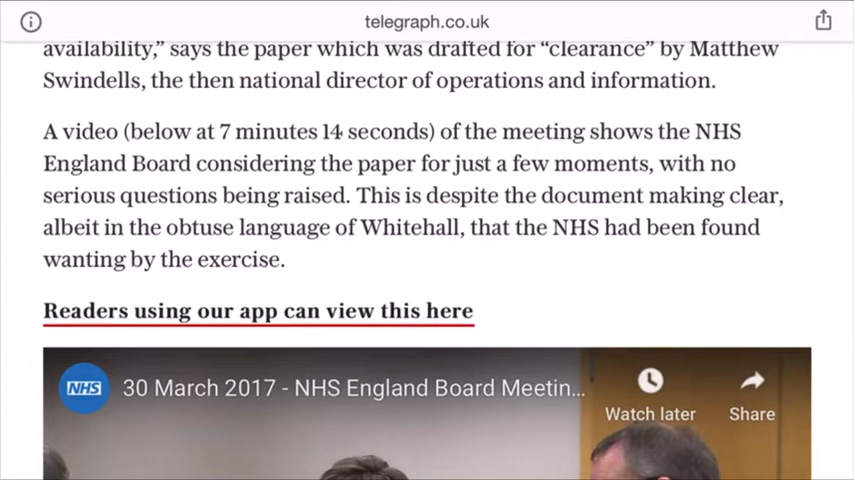 telegraph.co.uk
availability,” says the paper which was drafted for “clearance” by Matthew
Swindells, the then national director of operations and information.
A video (below at 7 minutes 14 seconds) of the meeting shows the NHS
England Board considering the paper for just a few moments, with no
serious questions being raised. This is despite the document making clear,
albeit in the obtuse language of Whitehall, that the NHS had been found
wanting by the exercise.
Readers using our app can view this here
NHS
30 March 2017 - NHS England Board Meetin...
Watch later
Share